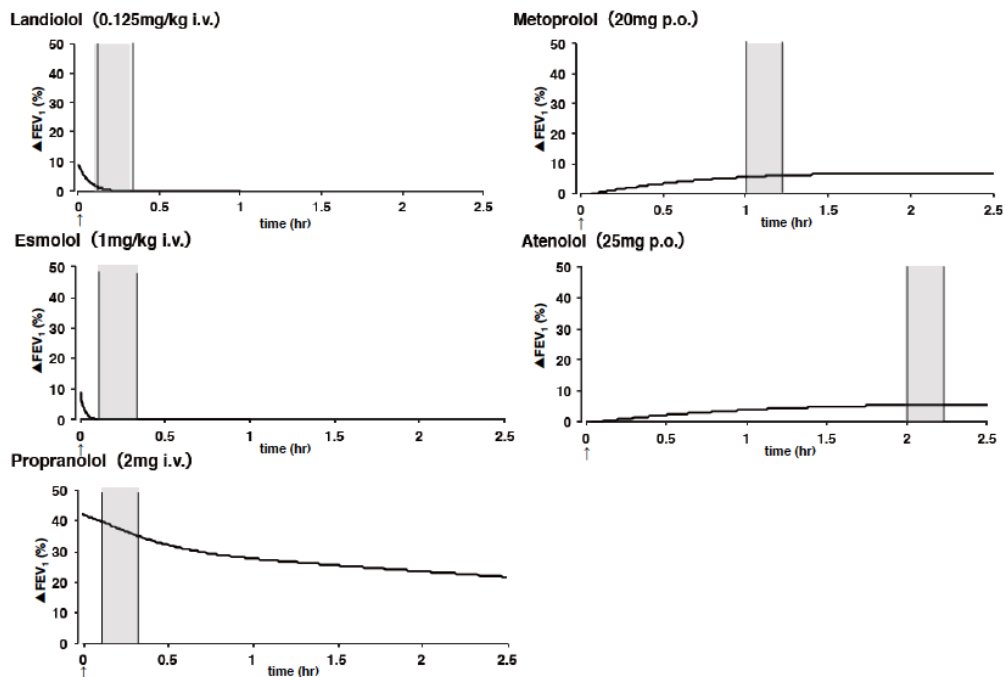 Landiolol (0.125mg/kg i.v.)
50
40
30
20
10
0
ΔFEV1 (%)
0 0.5 1 1.5 2 2.5
time (hr)
↑
Metoprolol (20mg p.o.)
50
40
30
20
10
0
▲FEV₁ (%)
0 0.5 1 1.5 2 2.5
time (hr)
↑
Esmolol (1mg/kg i.v.)
50
40
30
20
10
0
▲FEV₁ (%)
0 0.5 1 1.5 2 2.5
time (hr)
↑
Atenolol (25mg p.o.)
50
40
30
20
10
0
▲FEV₁ (%)
0 0.5 1 1.5 2 2.5
time (hr)
↑
Propranolol (2mg i.v.)
50
40
30
20
10
0
▲FEV₁ (%)
0 0.5 1 1.5 2 2.5
time (hr)
↑